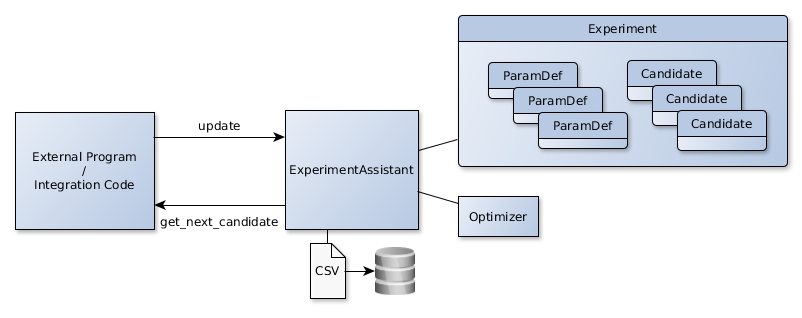 Experiment
ParamDef
ParamDef
ParamDef
Candidate
Candidate
Candidate
update
External Program
/
Integration Code
ExperimentAssistant
get_next_candidate
Optimizer
CSV